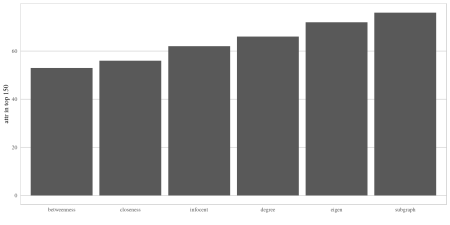 attr in top 150
60
40
20
0
betweenness
closeness
infocent
degree
eigen
subgraph